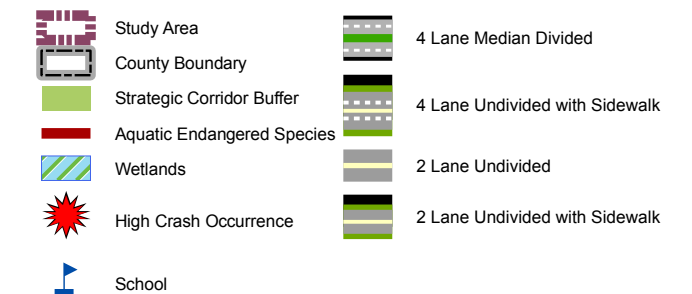 Study Area
County Boundary
Strategic Corridor Buffer
Aquatic Endangered Species
Wetlands
High Crash Occurrence
School
4 Lane Median Divided
4 Lane Undivided with Sidewalk
2 Lane Undivided
2 Lane Undivided with Sidewalk